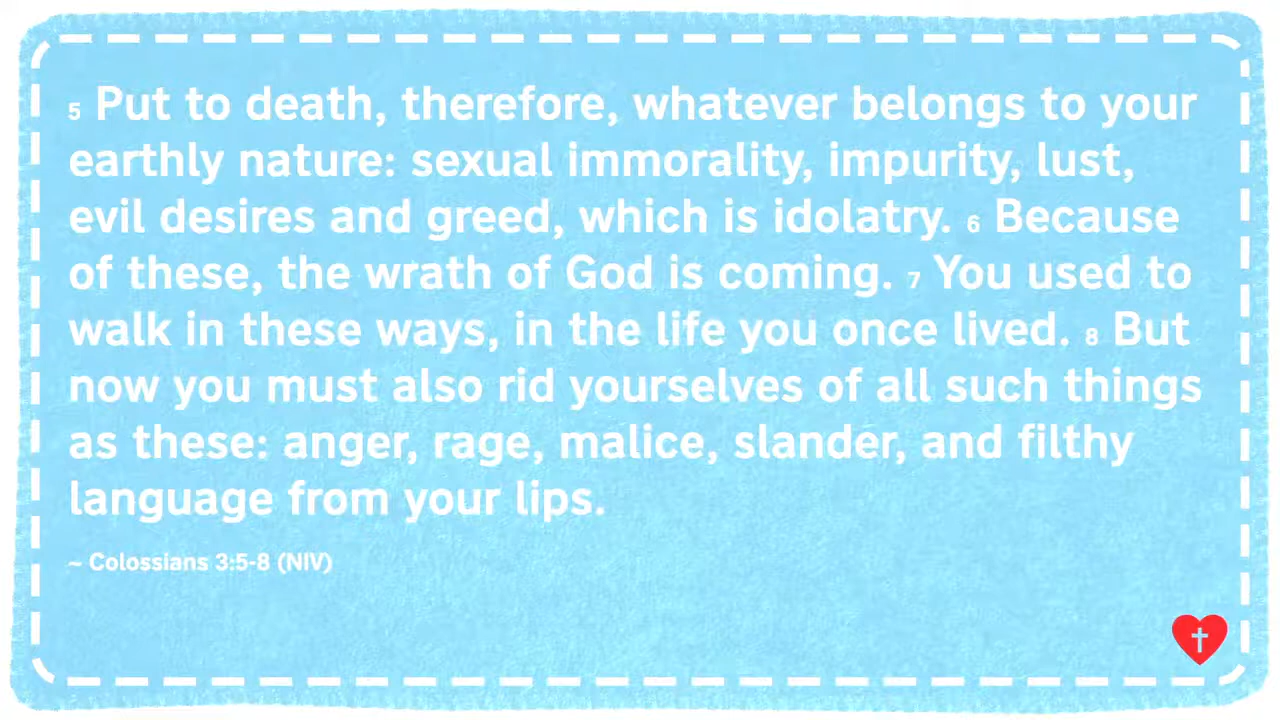 5 Put to death, therefore, whatever belongs to your
earthly nature: sexual immorality, impurity, lust,
evil desires and greed, which is idolatry. 6 Because
of these, the wrath of God is coming. 7 You used to
walk in these ways, in the life you once lived. 8 But
now you must also rid yourselves of all such things
as these: anger, rage, malice, slander, and filthy
language from your lips.
~ Colossians 3:5-8 (NIV)